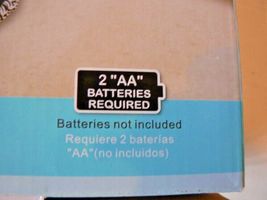 2 "AA"
BATTERIES
REQUIRED
Batteries not included
Requiere 2 baterías
"AA"(no incluidos)